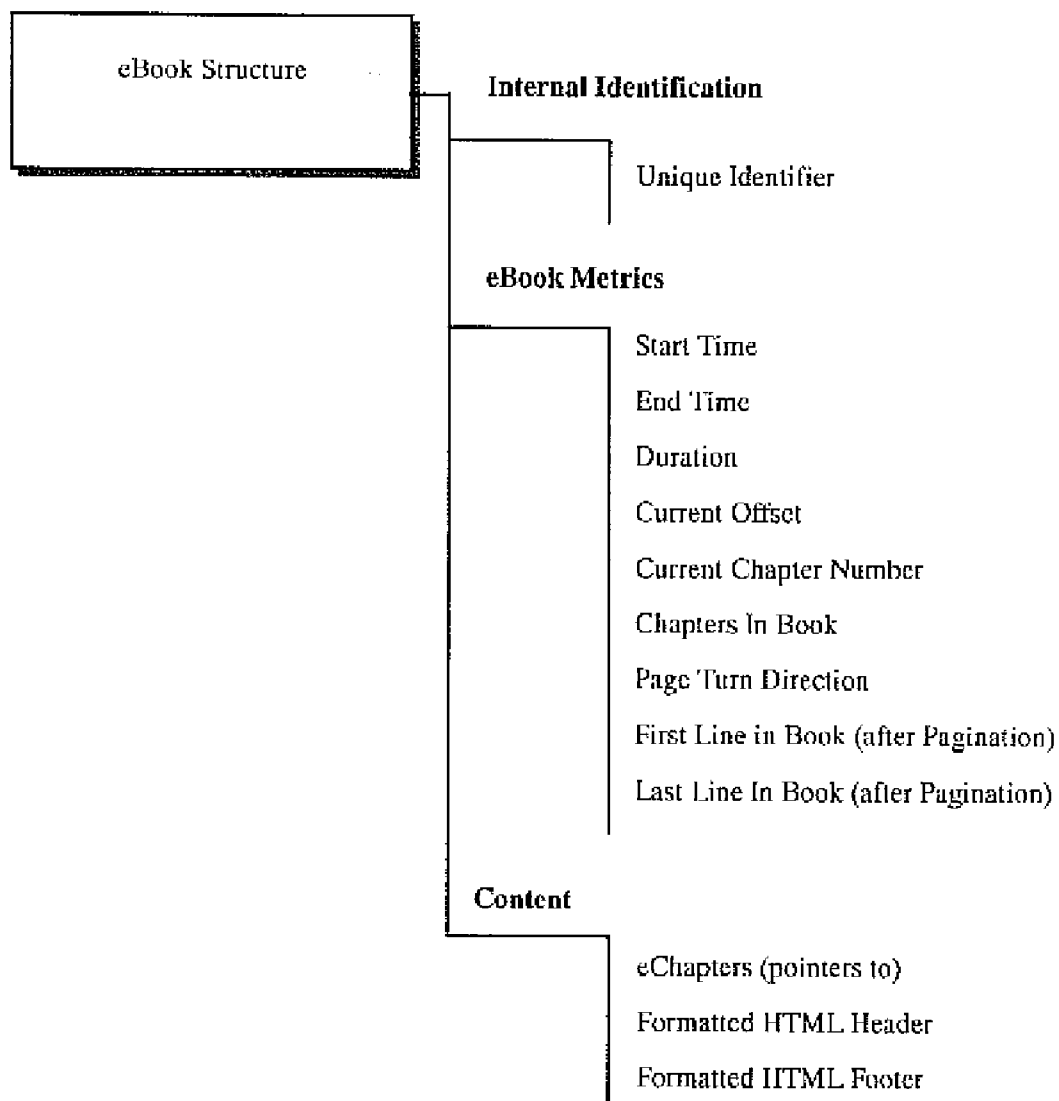 eBook Structure
Internal Identification
Unique Identifier
eBook Metrics
Start Time
End Time
Duration
Current Offset
Current Chapter Number
Chapters In Book
Page Turn Direction
First Line in Book (after Pagination)
Last Line In Book (after Pagination)
Content
eChapters (pointers to)
Formatted HTML Header
Formatted HTML Footer